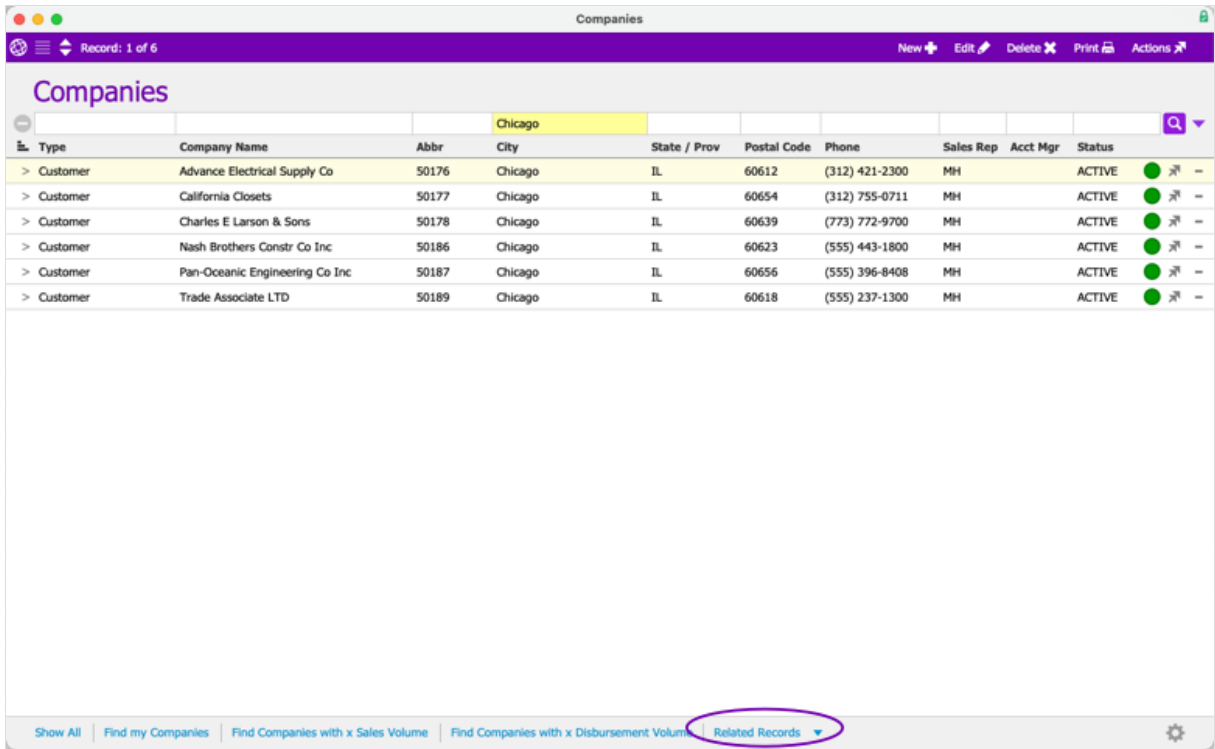 Companies
Record: 1 of 6 New Edit Delete Print Actions
Companies
Chicago
Type Company Name Abbr City State / Prov Postal Code Phone Sales Rep Acct Mgr Status
> Customer Advance Electrical Supply Co 50176 Chicago IL 60612 (312) 421-2300 MH ACTIVE
> Customer California Closets 50177 Chicago IL 60654 (312) 755-0711 MH ACTIVE
> Customer Charles E Larson & Sons 50178 Chicago IL 60639 (773) 772-9700 MH ACTIVE
> Customer Nash Brothers Constr Co Inc 50186 Chicago IL 60623 (555) 443-1800 MH ACTIVE
> Customer Pan-Oceanic Engineering Co Inc 50187 Chicago IL 60656 (555) 396-8408 MH ACTIVE
> Customer Trade Associate LTD 50189 Chicago IL 60618 (555) 237-1300 MH ACTIVE
Show All Find my Companies Find Companies with x Sales Volume Find Companies with x Disbursement Volume Related Records